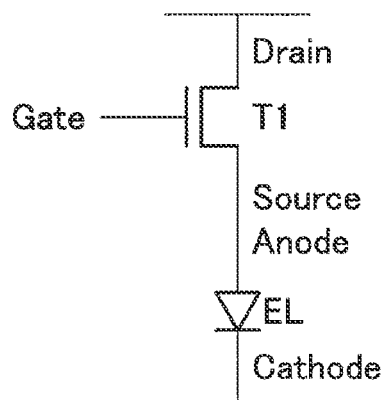 Drain
Gate
T1
Source
Anode
EL
Cathode